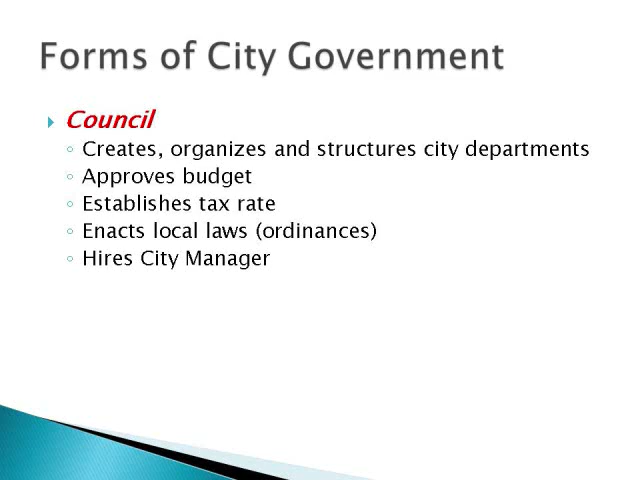 Forms of City Government
Council
Creates, organizes and structures city departments
Approves budget
Establishes tax rate
Enacts local laws (ordinances)
Hires City Manager